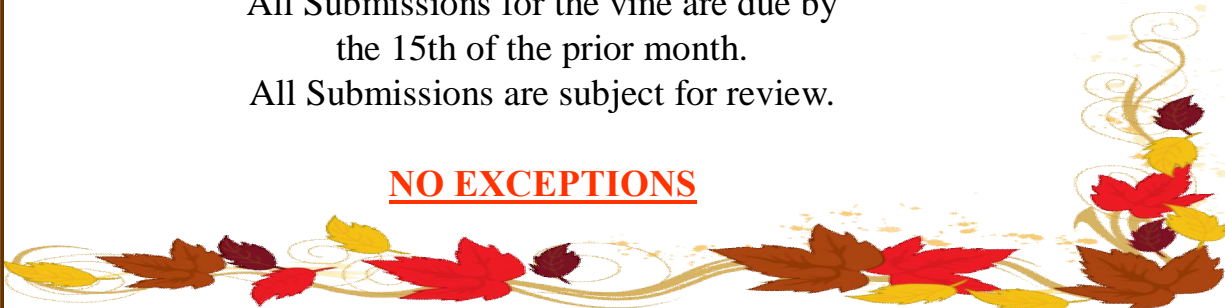 All Submissions for the vine are due by
the 15th of the prior month.
All Submissions are subject for review.
NO EXCEPTIONS